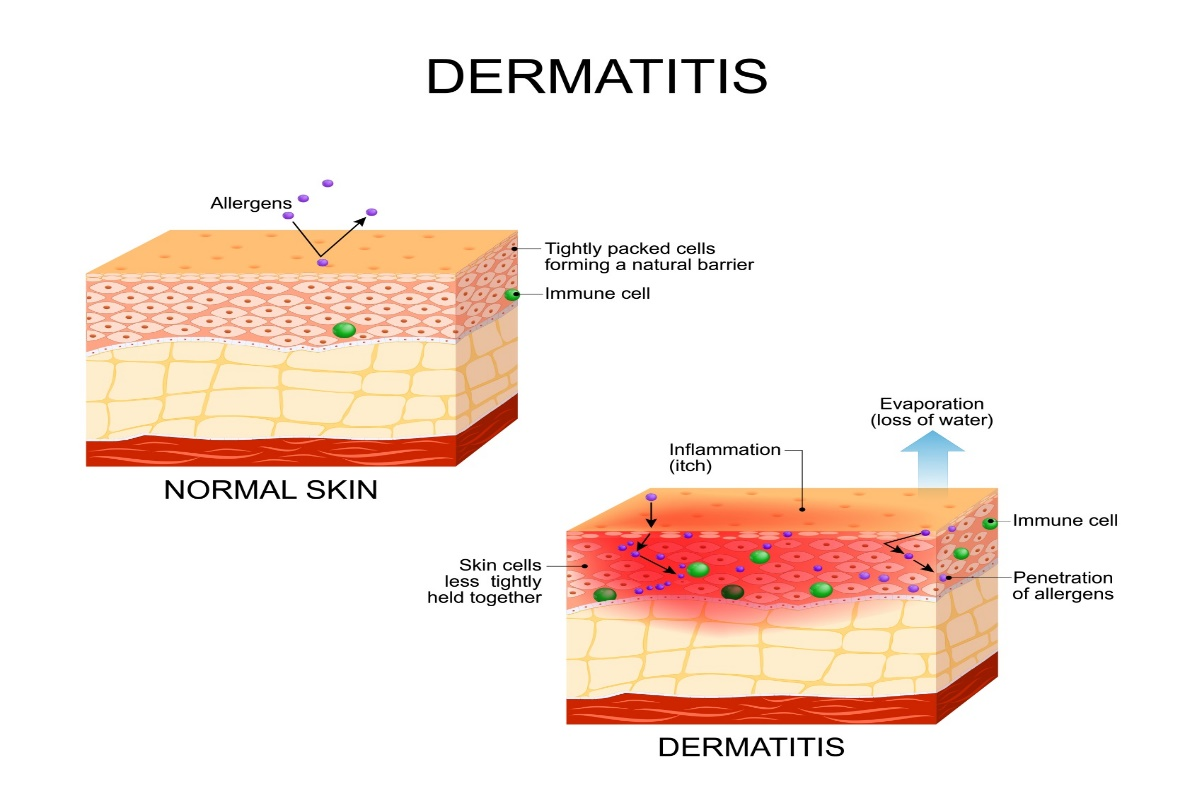 DERMATITIS
Allergens
Tightly packed cells
forming a natural barrier
Immune cell
NORMAL SKIN
Evaporation
(loss of water)
Inflammation
(itch)
Immune cell
Skin cells
less tightly
held together
Penetration
of allergens
DERMATITIS